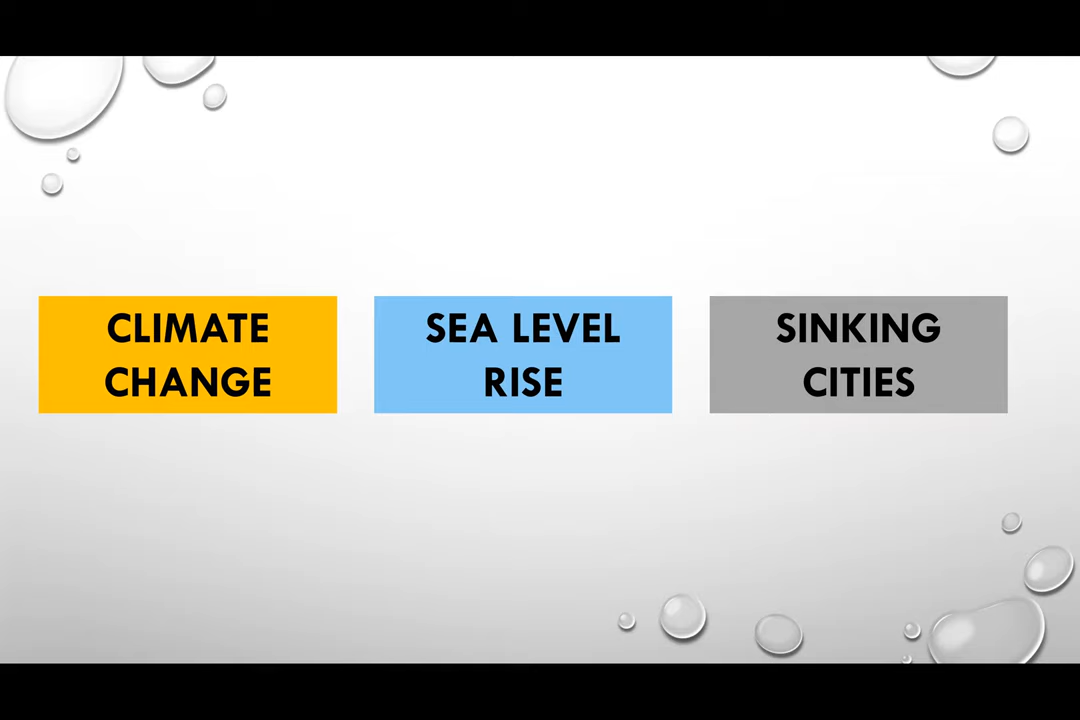 CLIMATE
CHANGE
SEA LEVEL
RISE
SINKING
CITIES